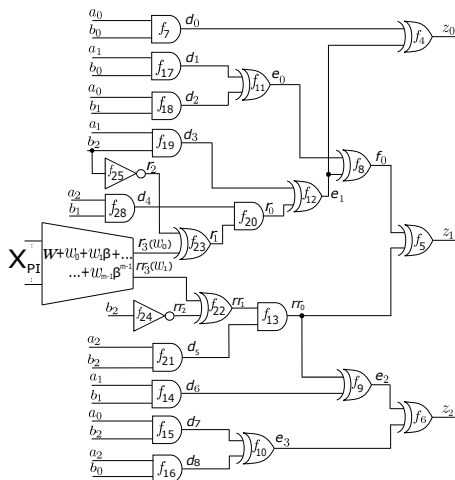 a₀ d₀ z₀
b₀ f₇ f₄
a₁ d₁
b₀ f₁₇ e₀
a₀ d₂ f₁₁
b₁ f₁₈
a₁ d₃
b₂ f₁₉ f₈ f₀
f₂₅ r₂ f₁₂ e₁
a₂ d₄ r₀
b₁ f₂₈ f₂₀ z₁
r₃(w₀) f₂₃ r₁ f₅
X_PI W+w₀+w₁β+...
...+w_{m-1}β^{m-1} rr₃(w₁)
b₂ f₂₄ rr₂ f₂₂ rr₁ f₁₃ rr₀
a₂ d₅
b₂ f₂₁
a₁ d₆ f₉ e₂
b₁ f₁₄
a₀ d₇ z₂
b₂ f₁₅ f₆
a₂ d₈ f₁₀ e₃
b₀ f₁₆